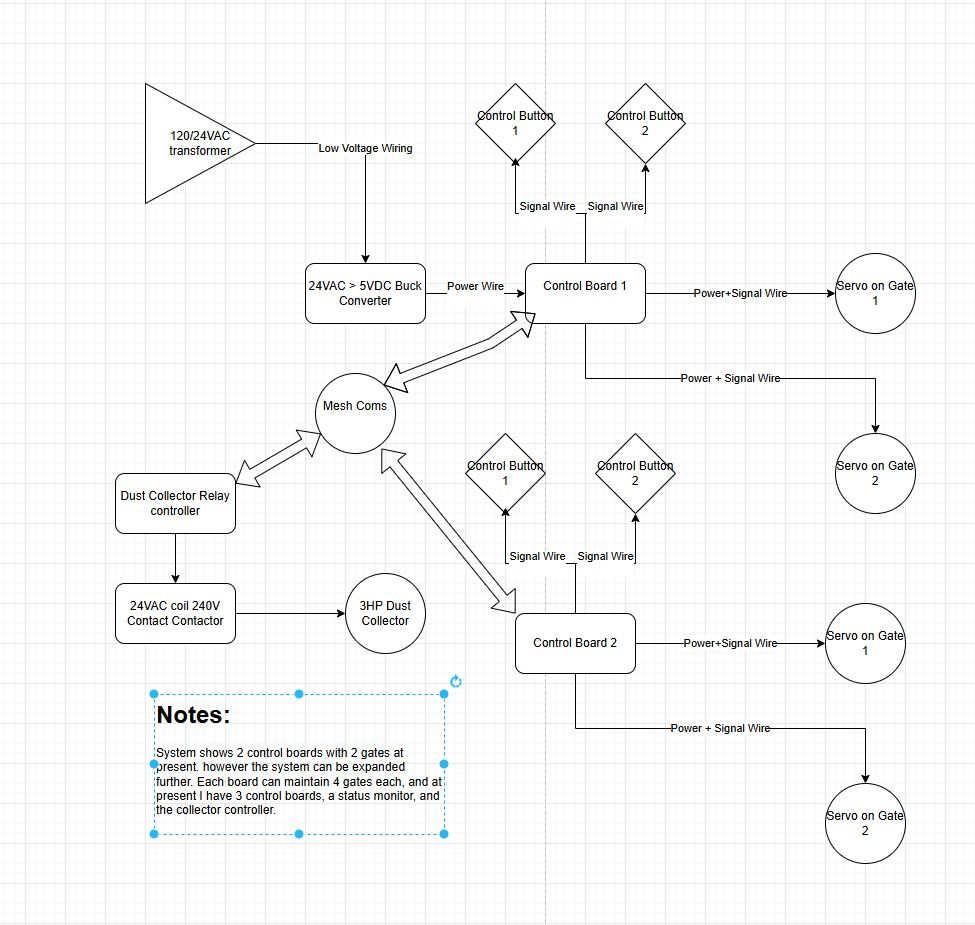 Control Button
1
Control Button
2
120/24VAC
transformer
Low Voltage Wiring
Signal Wire
Signal Wire
24VAC > 5VDC Buck
Converter
Power Wire
Control Board 1
Power+Signal Wire
Servo on Gate
1
Power + Signal Wire
Mesh Coms
Control Button
1
Control Button
2
Servo on Gate
2
Dust Collector Relay
controller
Signal Wire
Signal Wire
24VAC coil 240V
Contact Contactor
3HP Dust
Collector
Control Board 2
Power+Signal Wire
Servo on Gate
1
Power + Signal Wire
Servo on Gate
2
Notes:
System shows 2 control boards with 2 gates at
present. however the system can be expanded
further. Each board can maintain 4 gates each, and at
present I have 3 control boards, a status monitor, and
the collector controller.